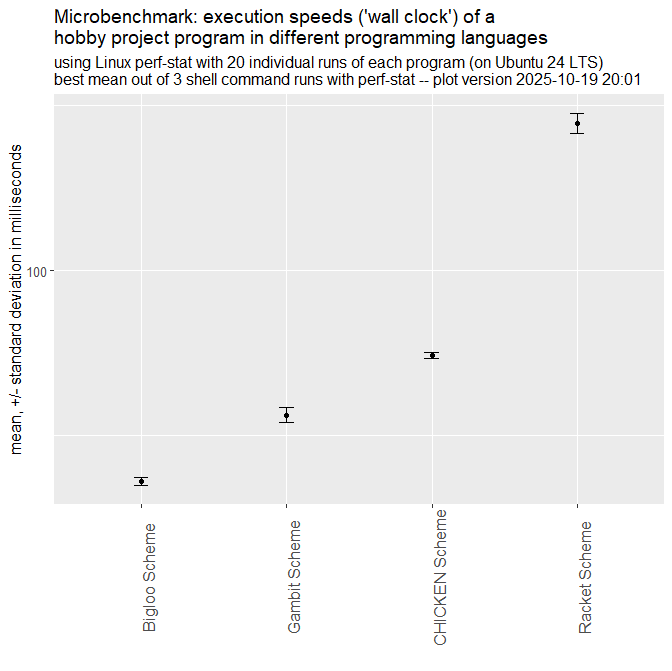 Microbenchmark: execution speeds ('wall clock') of a
hobby project program in different programming languages
using Linux perf-stat with 20 individual runs of each program (on Ubuntu 24 LTS)
best mean out of 3 shell command runs with perf-stat -- plot version 2025-10-19 20:01
mean, +/- standard deviation in milliseconds
100
Bigloo Scheme
Gambit Scheme
CHICKEN Scheme
Racket Scheme